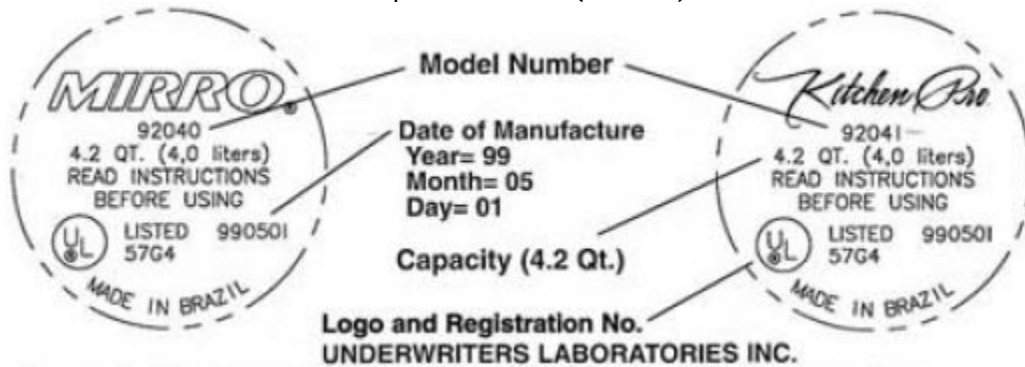 MIRRO®
92040
4.2 QT. (4,0 liters)
READ INSTRUCTIONS
BEFORE USING
UL LISTED 990501
57G4
MADE IN BRAZIL
Model Number
Date of Manufacture
Year= 99
Month= 05
Day= 01
Capacity (4.2 Qt.)
Logo and Registration No.
UNDERWRITERS LABORATORIES INC.
Kitchen Pro
92041
4.2 QT. (4,0 liters)
READ INSTRUCTIONS
BEFORE USING
UL LISTED 990501
57G4
MADE IN BRAZIL